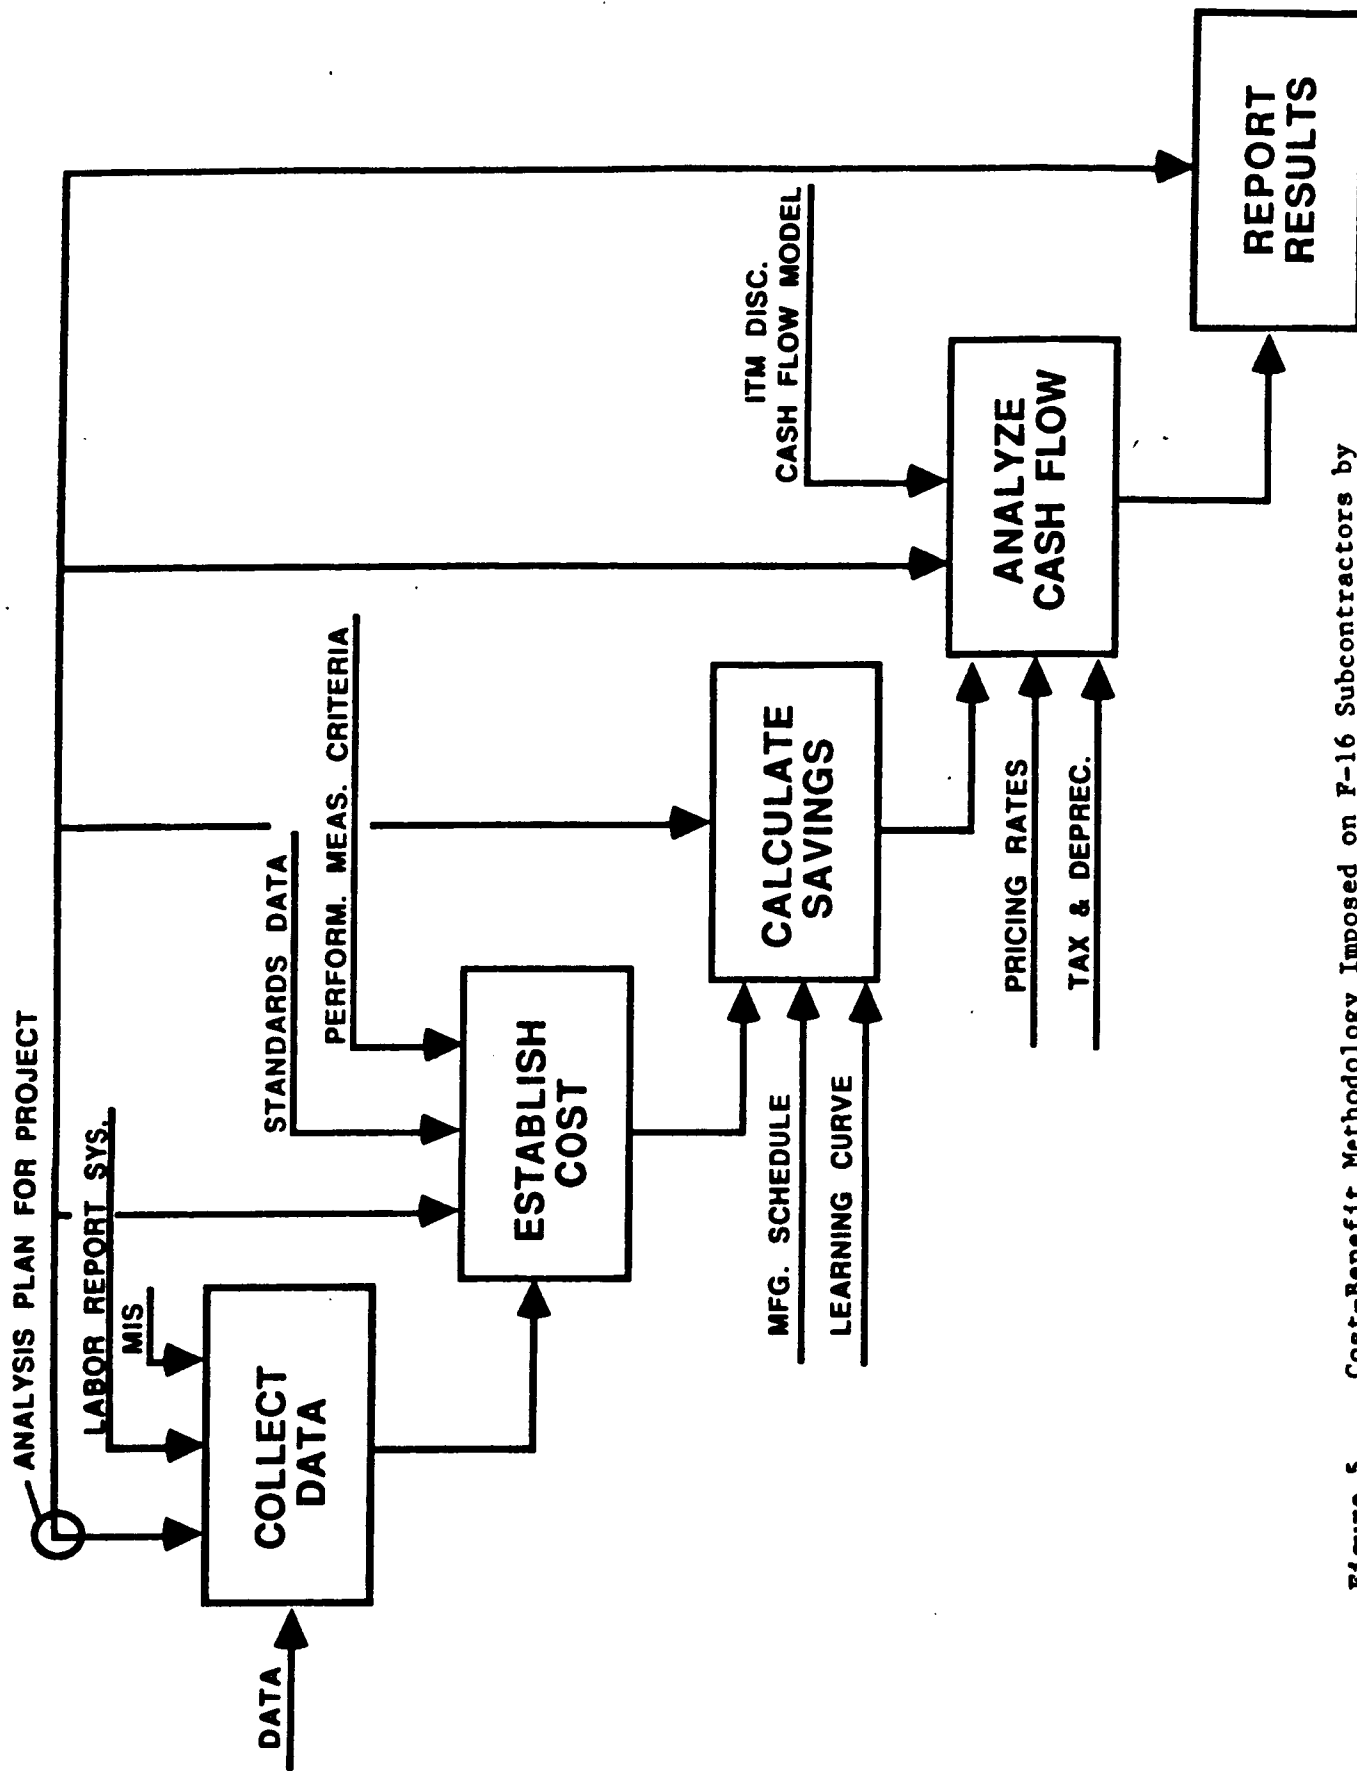 ANALYSIS PLAN FOR PROJECT
LABOR REPORT SYS.
MIS
DATA
COLLECT
DATA
STANDARDS DATA
PERFORM. MEAS. CRITERIA
ESTABLISH
COST
MFG. SCHEDULE
LEARNING CURVE
CALCULATE
SAVINGS
ITM DISC.
CASH FLOW MODEL
PRICING RATES
TAX & DEPREC.
ANALYZE
CASH FLOW
REPORT
RESULTS
Figure 5 Cost-Benefit Methodology Imposed on F-16 Subcontractors by